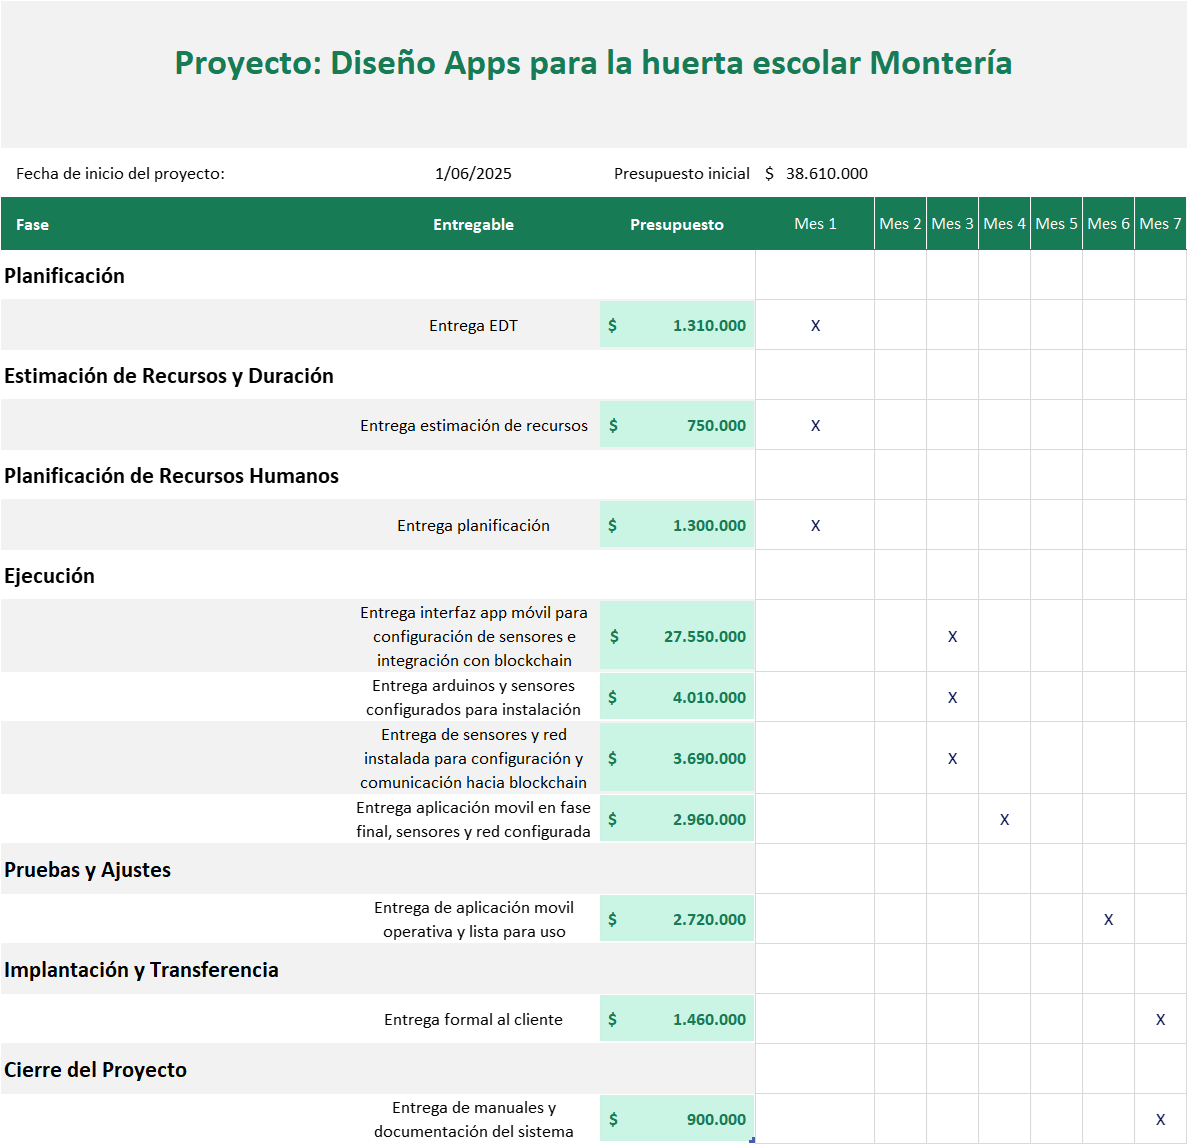 Proyecto: Diseño Apps para la huerta escolar Montería
Fecha de inicio del proyecto: 1/06/2025 Presupuesto inicial $ 38.610.000
Fase Entregable Presupuesto Mes 1 Mes 2 Mes 3 Mes 4 Mes 5 Mes 6 Mes 7
Planificación
Entrega EDT $ 1.310.000 X
Estimación de Recursos y Duración
Entrega estimación de recursos $ 750.000 X
Planificación de Recursos Humanos
Entrega planificación $ 1.300.000 X
Ejecución
Entrega interfaz app móvil para
configuración de sensores e
integración con blockchain
$ 27.550.000 X
Entrega arduinos y sensores
configurados para instalación
$ 4.010.000 X
Entrega de sensores y red
instalada para configuración y
comunicación hacia blockchain
$ 3.690.000 X
Entrega aplicación movil en fase
final, sensores y red configurada
$ 2.960.000 X
Pruebas y Ajustes
Entrega de aplicación movil
operativa y lista para uso
$ 2.720.000 X
Implantación y Transferencia
Entrega formal al cliente $ 1.460.000 X
Cierre del Proyecto
Entrega de manuales y
documentación del sistema
$ 900.000 X